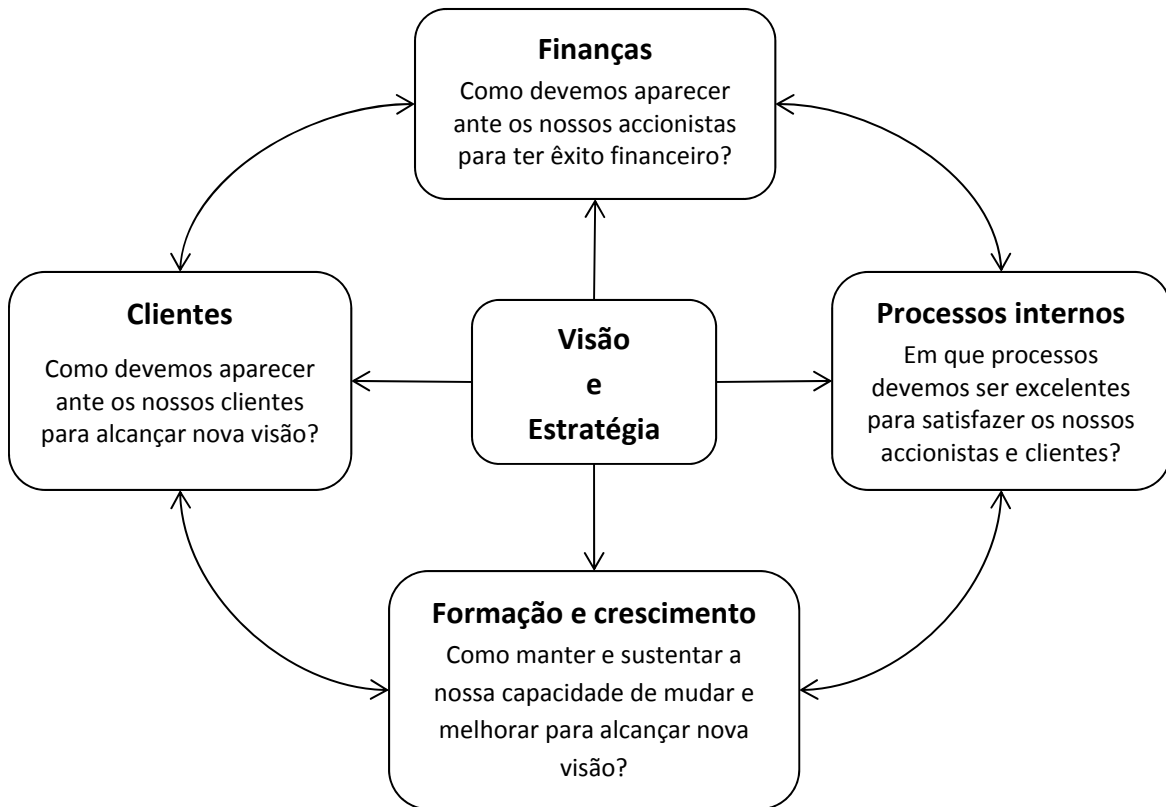 Finanças
Como devemos aparecer
ante os nossos accionistas
para ter êxito financeiro?
Clientes
Como devemos aparecer
ante os nossos clientes
para alcançar nova visão?
Visão
e
Estratégia
Processos internos
Em que processos
devemos ser excelentes
para satisfazer os nossos
accionistas e clientes?
Formação e crescimento
Como manter e sustentar a
nossa capacidade de mudar e
melhorar para alcançar nova
visão?